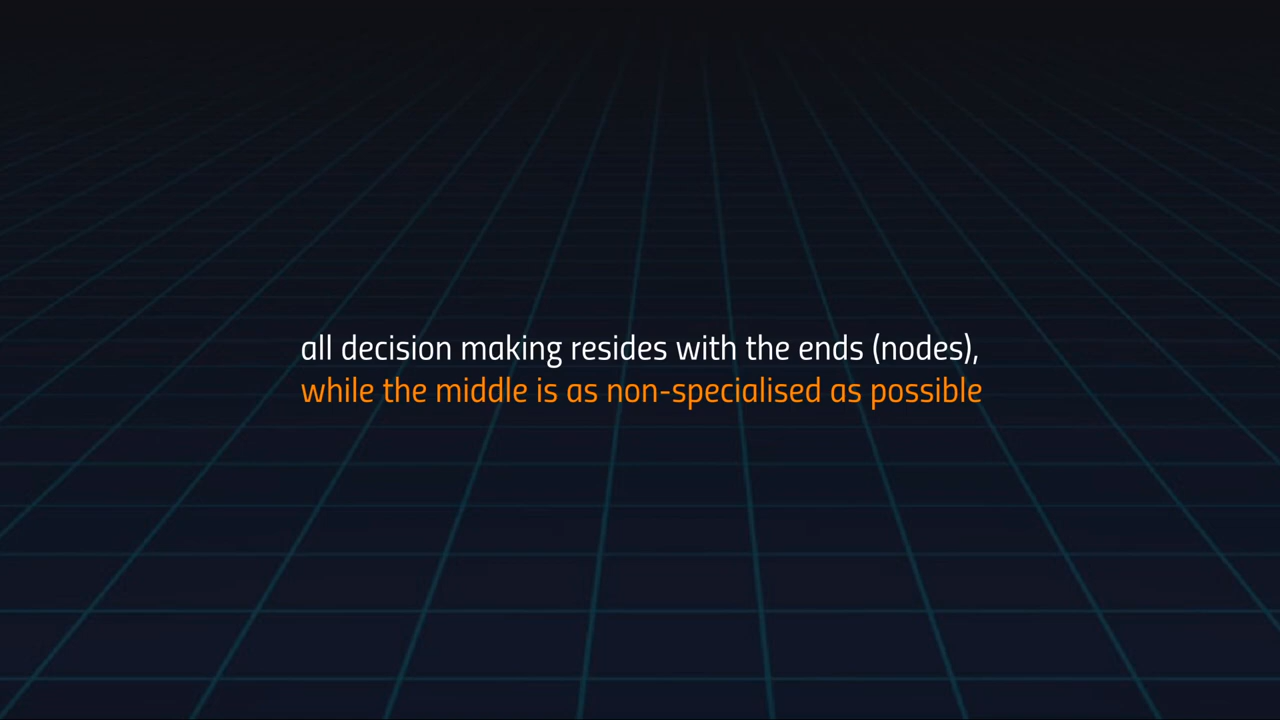 all decision making resides with the ends (nodes),
while the middle is as non-specialised as possible